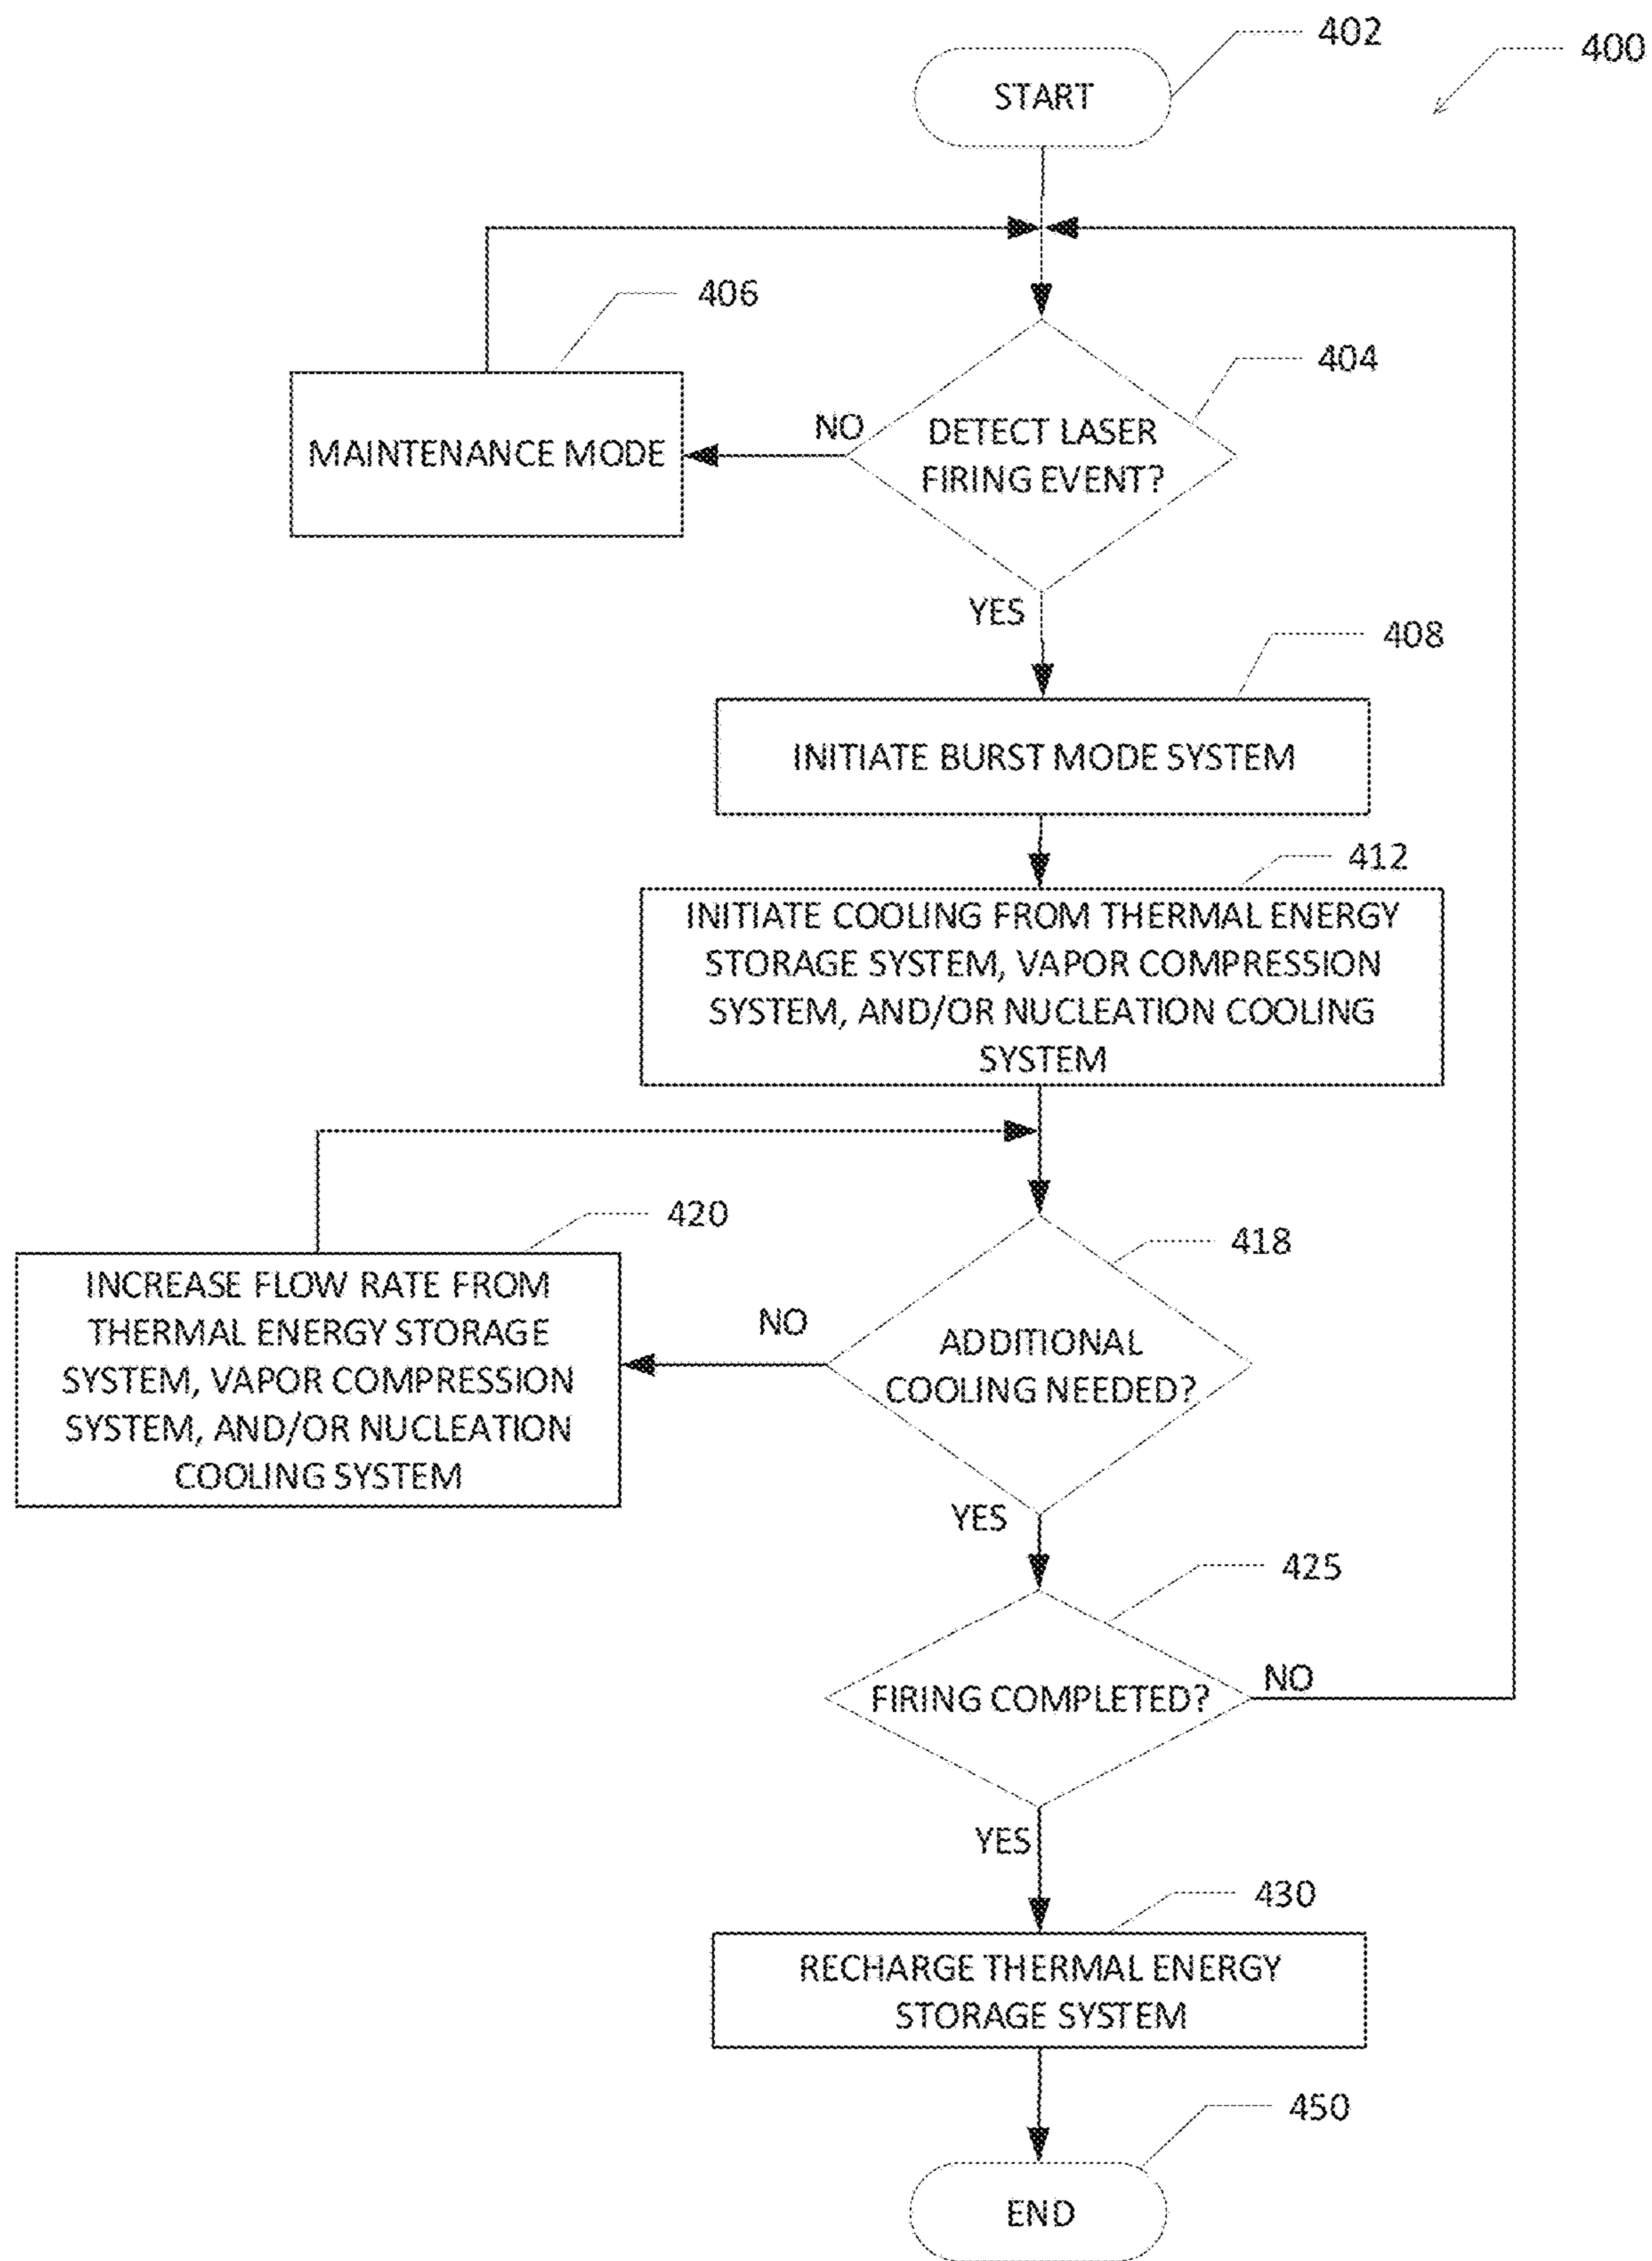 402
400
START
406
404
NO
DETECT LASER
FIRING EVENT?
MAINTENANCE MODE
YES
408
INITIATE BURST MODE SYSTEM
412
INITIATE COOLING FROM THERMAL ENERGY
STORAGE SYSTEM, VAPOR COMPRESSION
SYSTEM, AND/OR NUCLEATION COOLING
SYSTEM
420
418
INCREASE FLOW RATE FROM
THERMAL ENERGY STORAGE
SYSTEM, VAPOR COMPRESSION
SYSTEM, AND/OR NUCLEATION
COOLING SYSTEM
NO
ADDITIONAL
COOLING NEEDED?
YES
425
FIRING COMPLETED?
NO
YES
430
RECHARGE THERMAL ENERGY
STORAGE SYSTEM
450
END